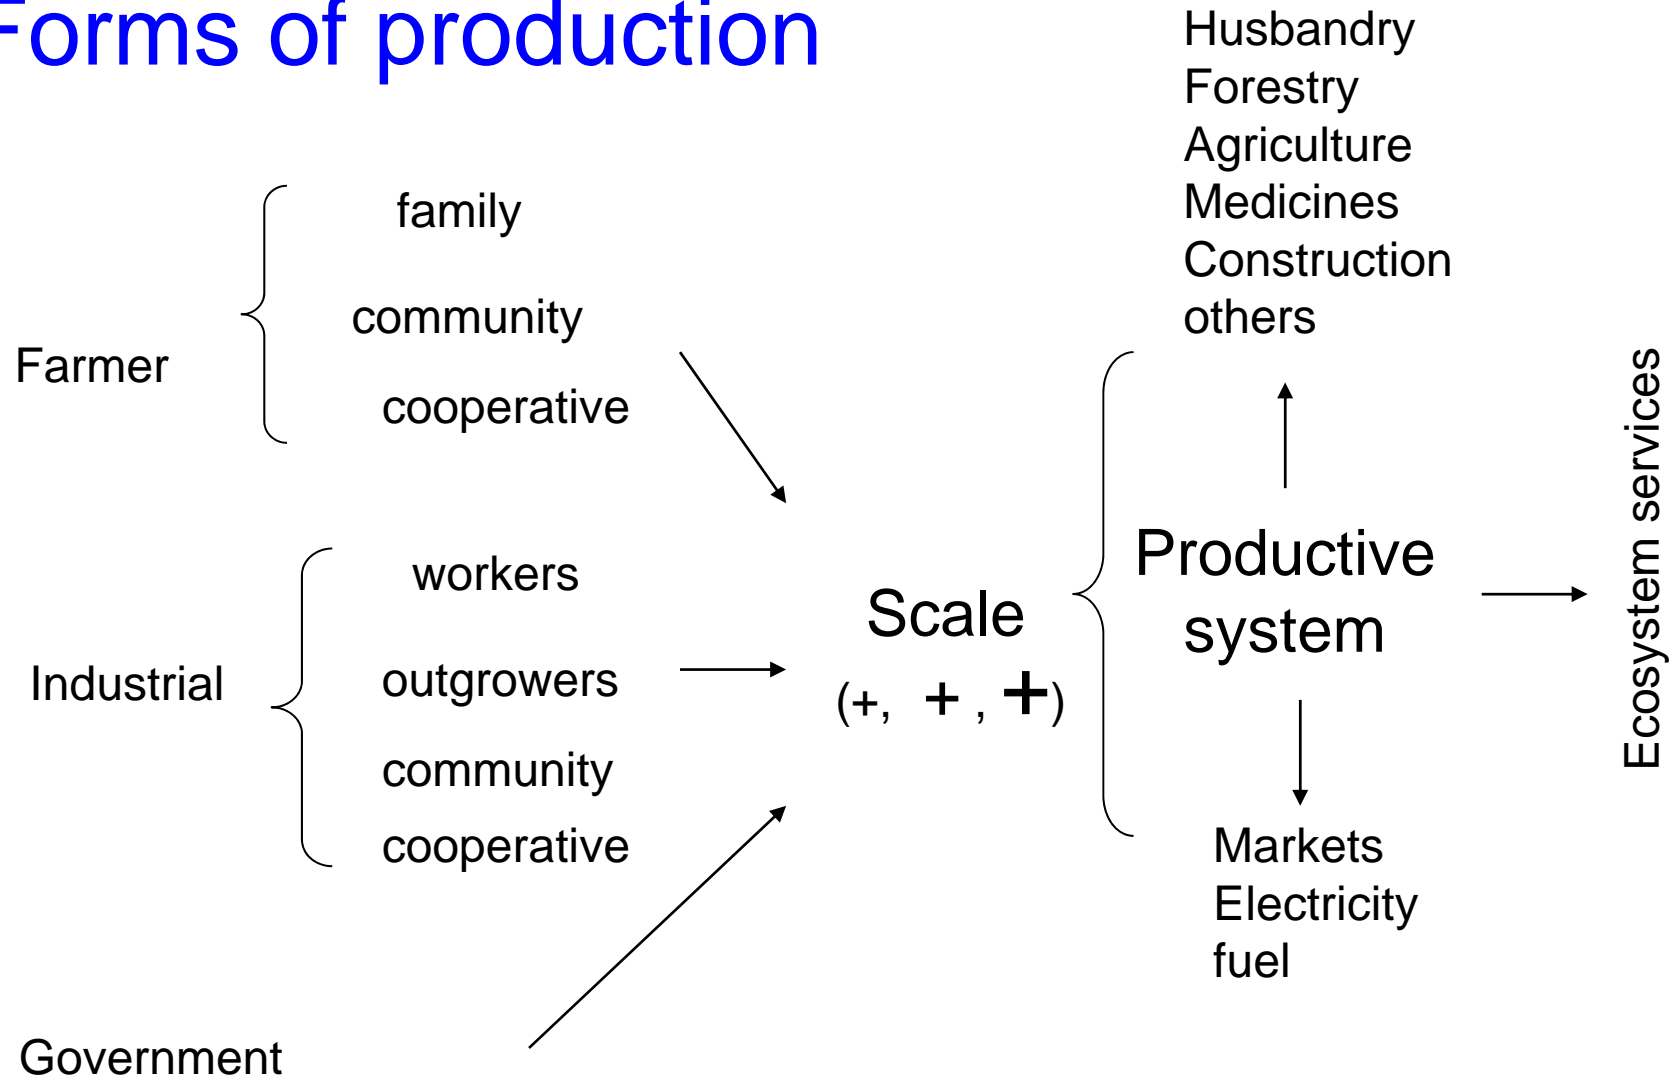 Forms of production
Husbandry
Forestry
Agriculture
Medicines
Construction
others
family
community
cooperative
Farmer
workers
outgrowers
community
cooperative
Industrial
Government
Scale
(+, + , +)
Productive
system
Markets
Electricity
fuel
Ecosystem services